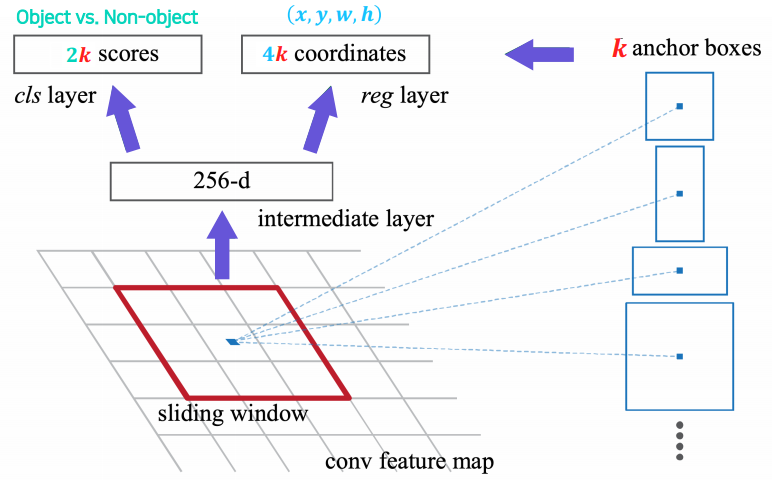 Object vs. Non-object
(x, y, w, h)
2k scores
4k coordinates
k anchor boxes
cls layer
reg layer
256-d
intermediate layer
sliding window
conv feature map